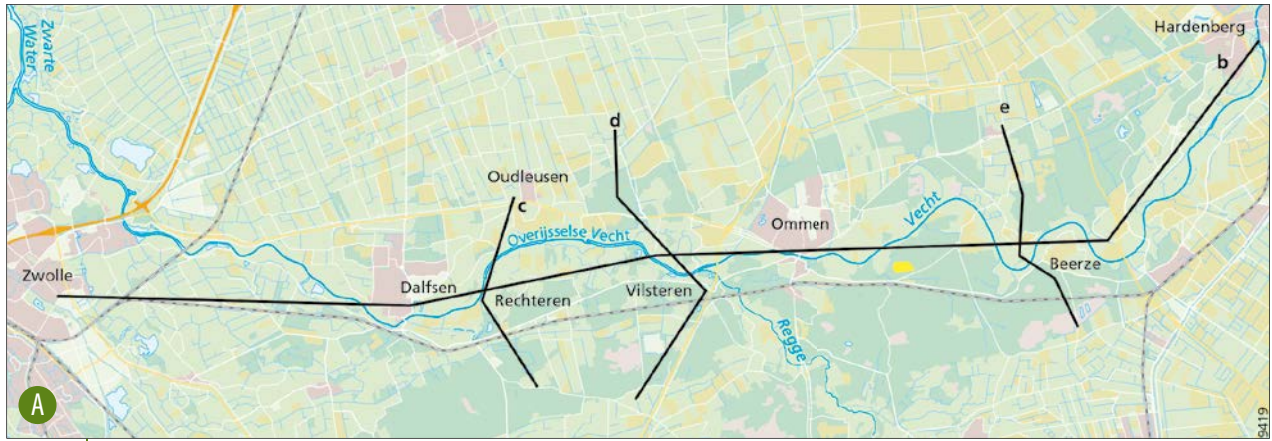 Zwarte
Water
Hardenberg
b
e
d
Oudleusen
c
Overijsselse Vecht
Ommen
Vecht
Zwolle
Dalfsen
Rechteren
Vilsteren
Beerze
Regge
A
9419